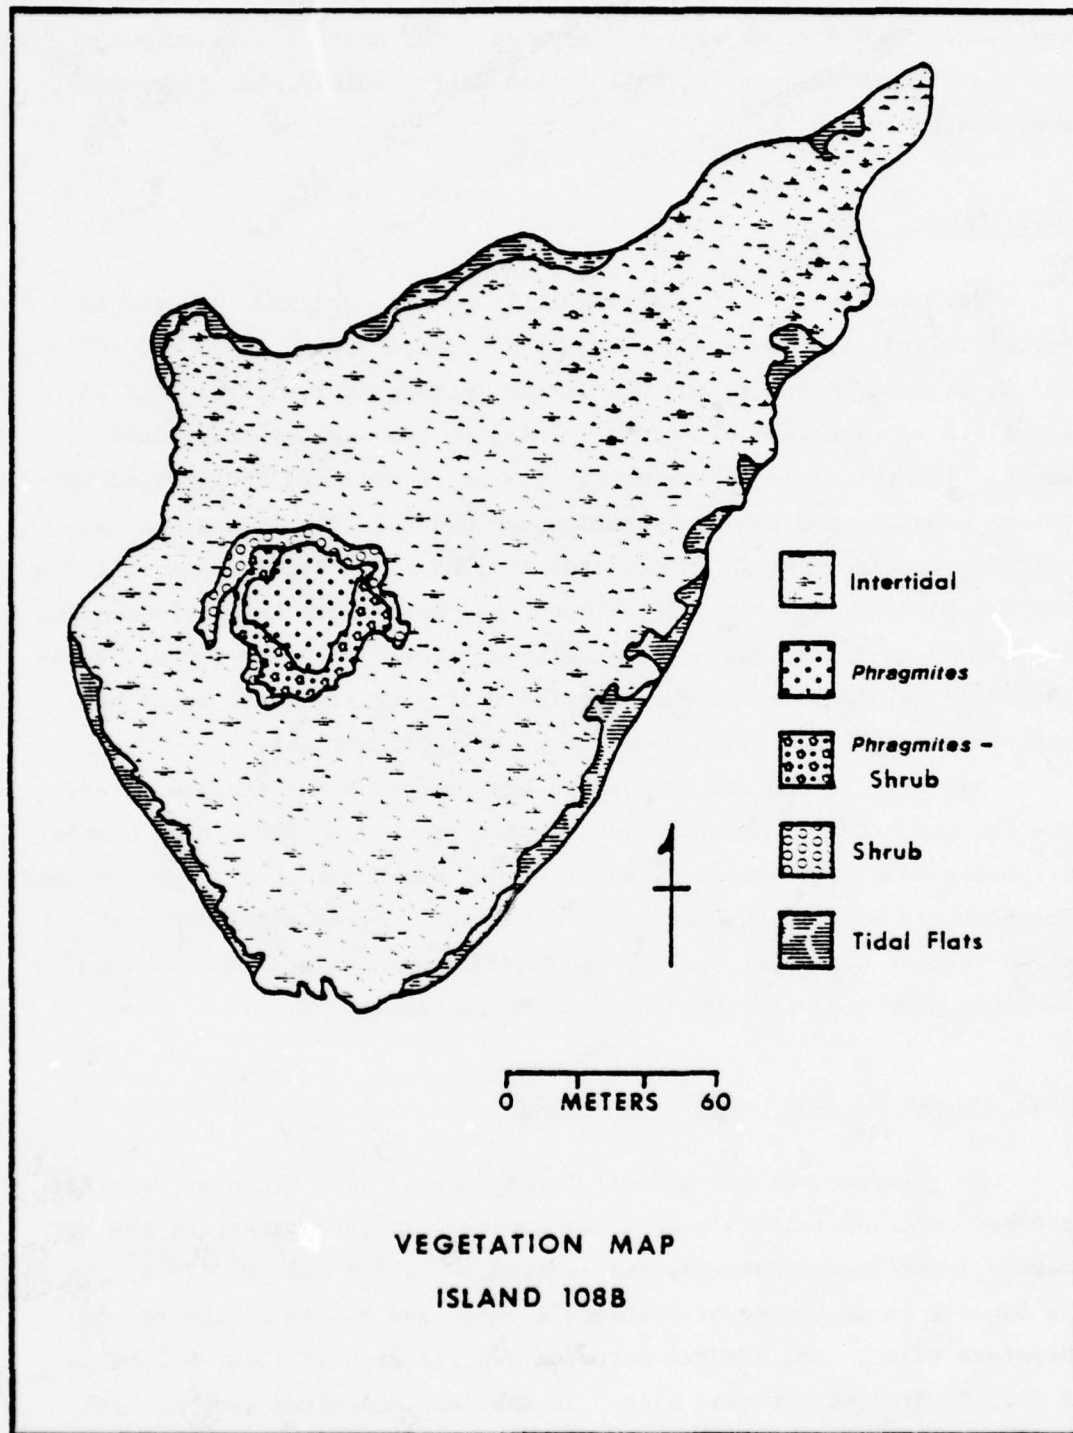 Intertidal
Phragmites
Phragmites –
Shrub
Shrub
Tidal Flats
0 METERS 60
VEGETATION MAP
ISLAND 108B